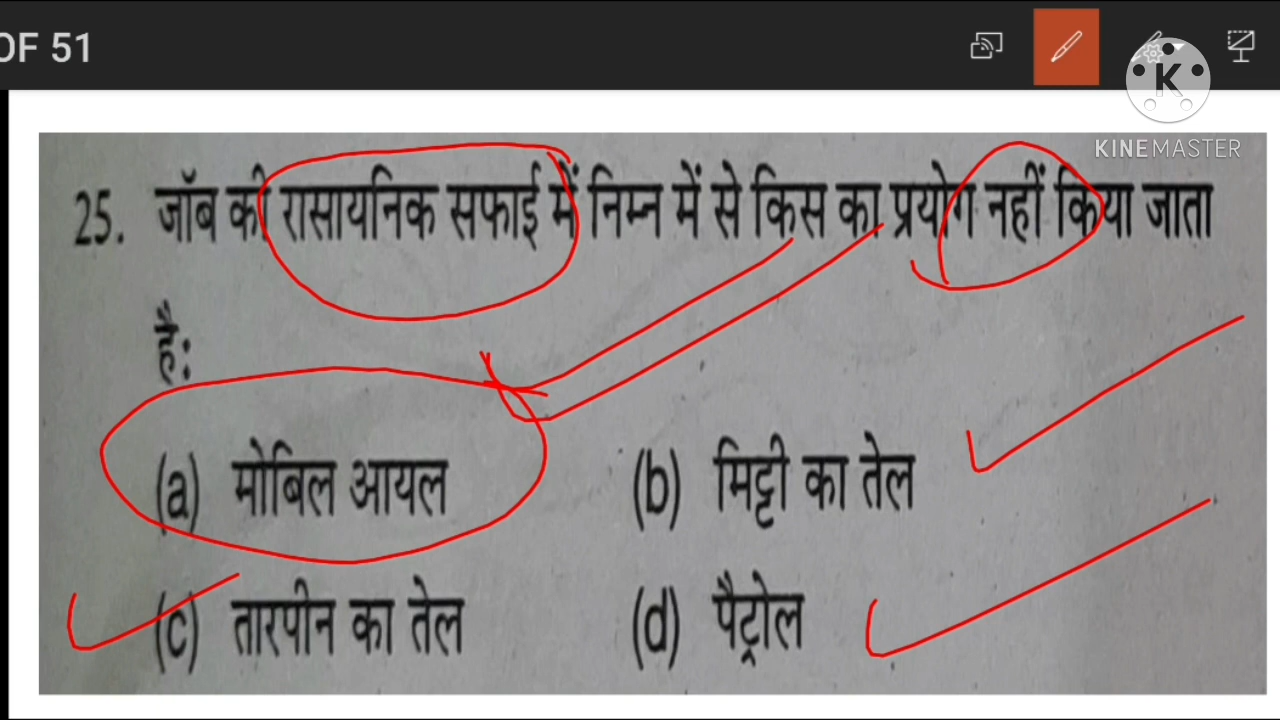 OF 51
K
KINEMASTER
25. जॉब की रासायनिक सफाई में निम्न में से किस का प्रयोग नहीं किया जाता
है:
(a) मोबिल आयल (b) मिट्टी का तेल
(c) तारपीन का तेल (d) पैट्रोल